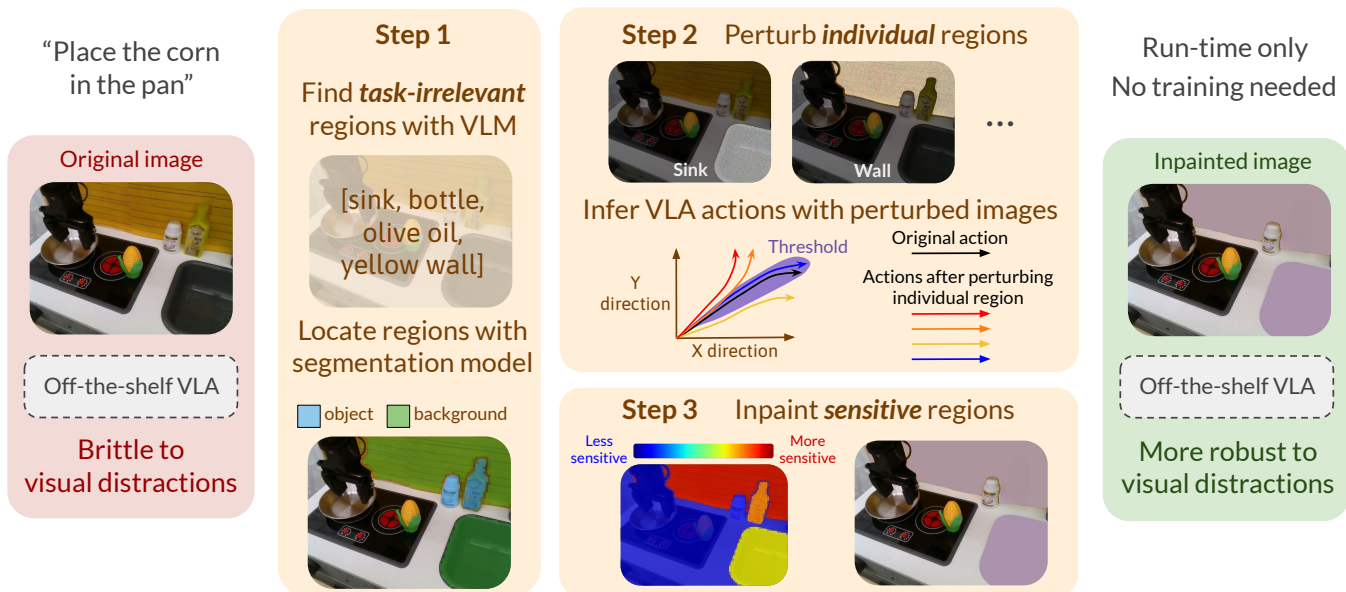 “Place the corn
in the pan”
Original image
Off-the-shelf VLA
Brittle to
visual distractions
Step 1
Find task-irrelevant
regions with VLM
[sink, bottle,
olive oil,
yellow wall]
Locate regions with
segmentation model
object
background
Step 2 Perturb individual regions
Sink
Wall
...
Infer VLA actions with perturbed images
Y
direction
X direction
Threshold
Original action
Actions after perturbing
individual region
Step 3 Inpaint sensitive regions
Less
sensitive
More
sensitive
Run-time only
No training needed
Inpainted image
Off-the-shelf VLA
More robust to
visual distractions